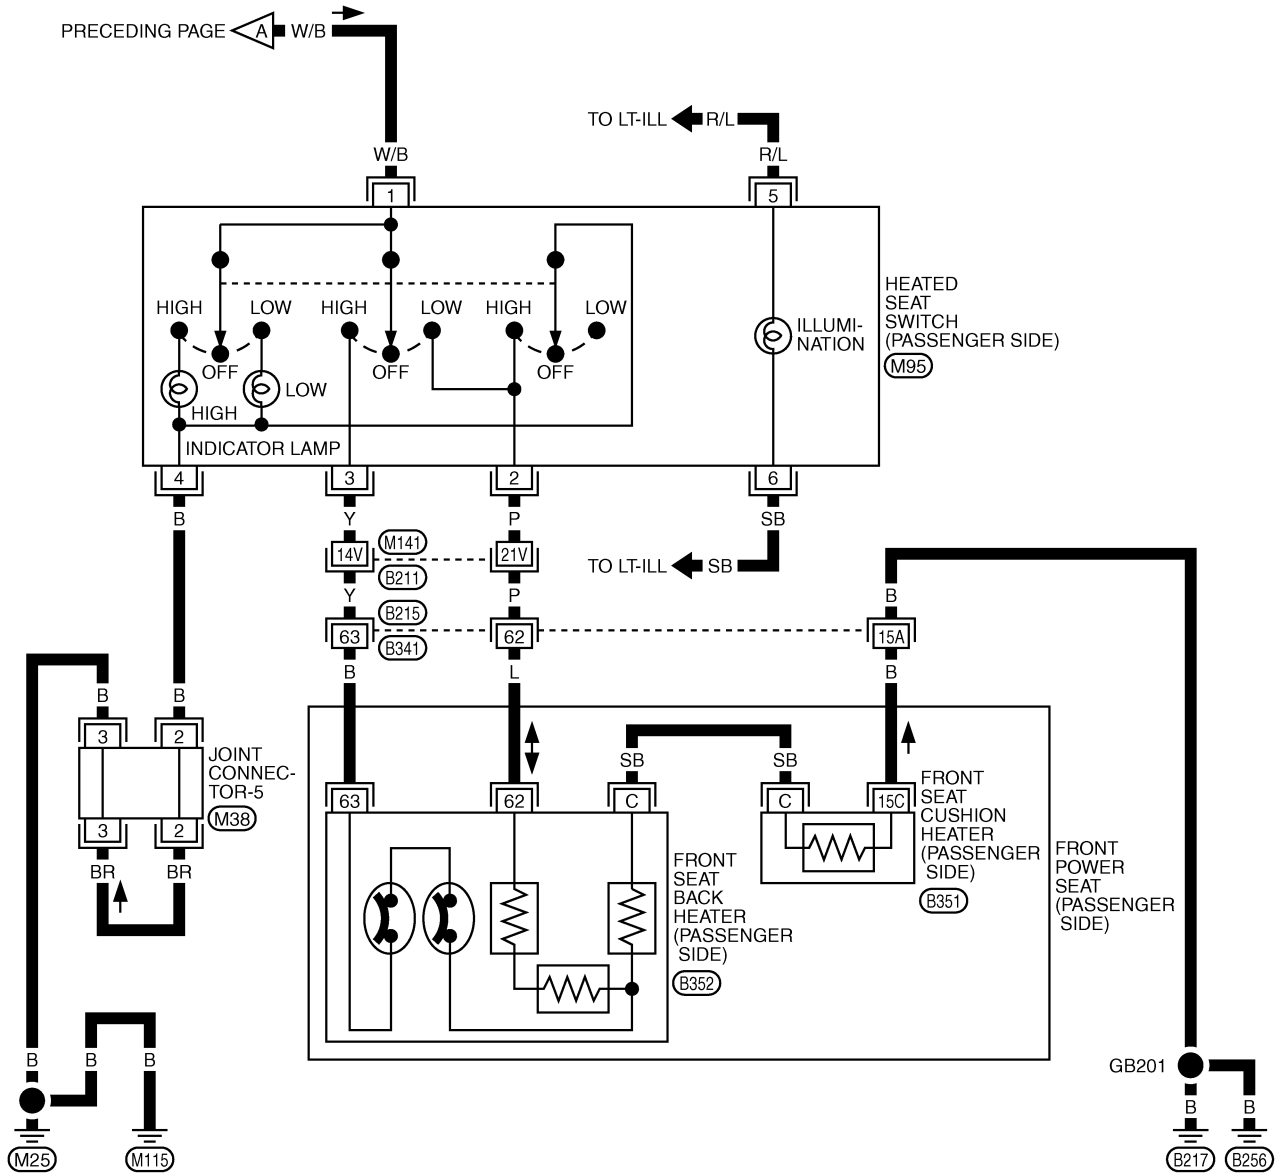 PRECEDING PAGE A W/B
TO LT-ILL R/L
W/B R/L
1 5
HIGH LOW HIGH LOW HIGH LOW
OFF OFF OFF
LOW
HIGH
INDICATOR LAMP
ILLUMI-
NATION
HEATED
SEAT
SWITCH
(PASSENGER SIDE)
M95
4 3 2 6
B Y P SB
14V M141 21V
B211
TO LT-ILL SB
Y P B
B215
63 62 15A
B341
B L B
B B
3 2
JOINT
CONNEC-
TOR-5
M38
3 2
BR BR
SB SB
63 62 C C 15C
FRONT
SEAT
CUSHION
HEATER
(PASSENGER
SIDE)
B351
FRONT
SEAT
BACK
HEATER
(PASSENGER
SIDE)
B352
FRONT
POWER
SEAT
(PASSENGER
SIDE)
B B B
M25 M115
GB201
B B
B217 B256